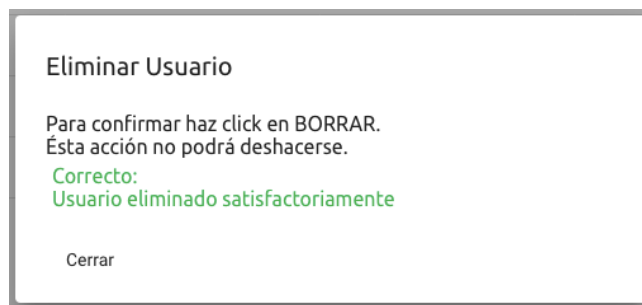 Eliminar Usuario
Para confirmar haz click en BORRAR.
Ésta acción no podrá deshacerse.
Correcto:
Usuario eliminado satisfactoriamente
Cerrar